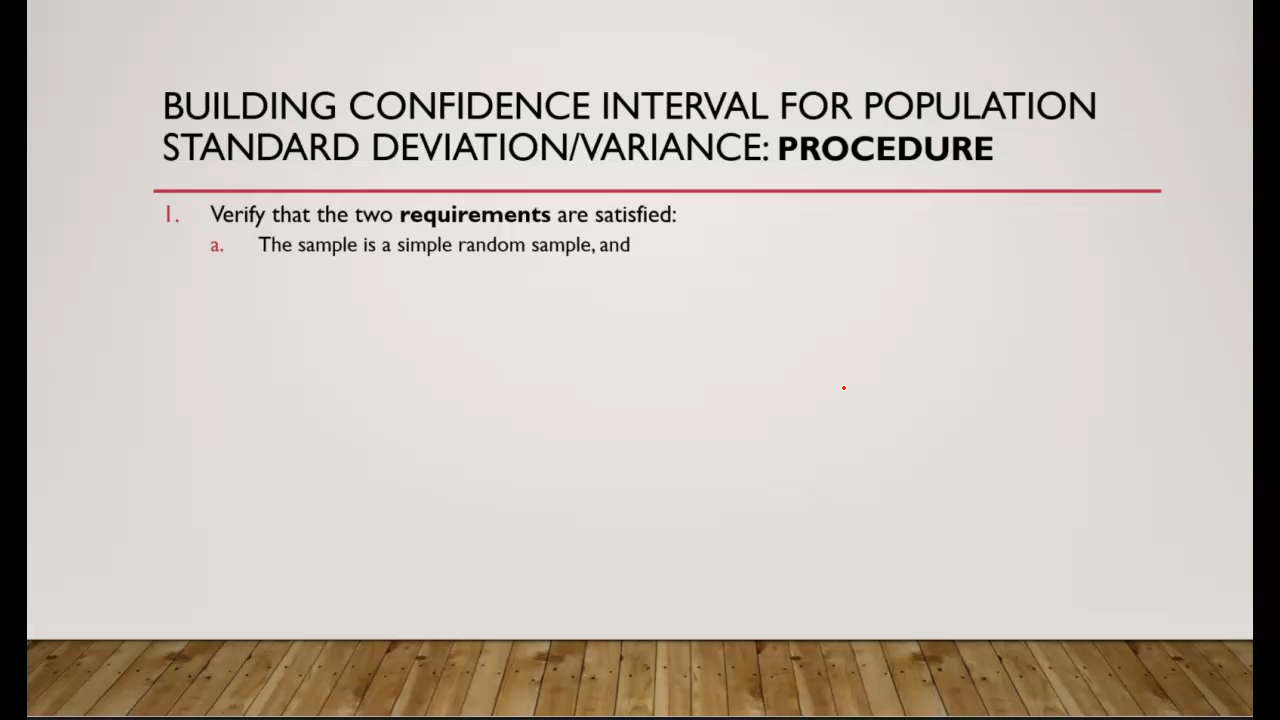 BUILDING CONFIDENCE INTERVAL FOR POPULATION
STANDARD DEVIATION/VARIANCE: PROCEDURE
1. Verify that the two requirements are satisfied:
a. The sample is a simple random sample, and